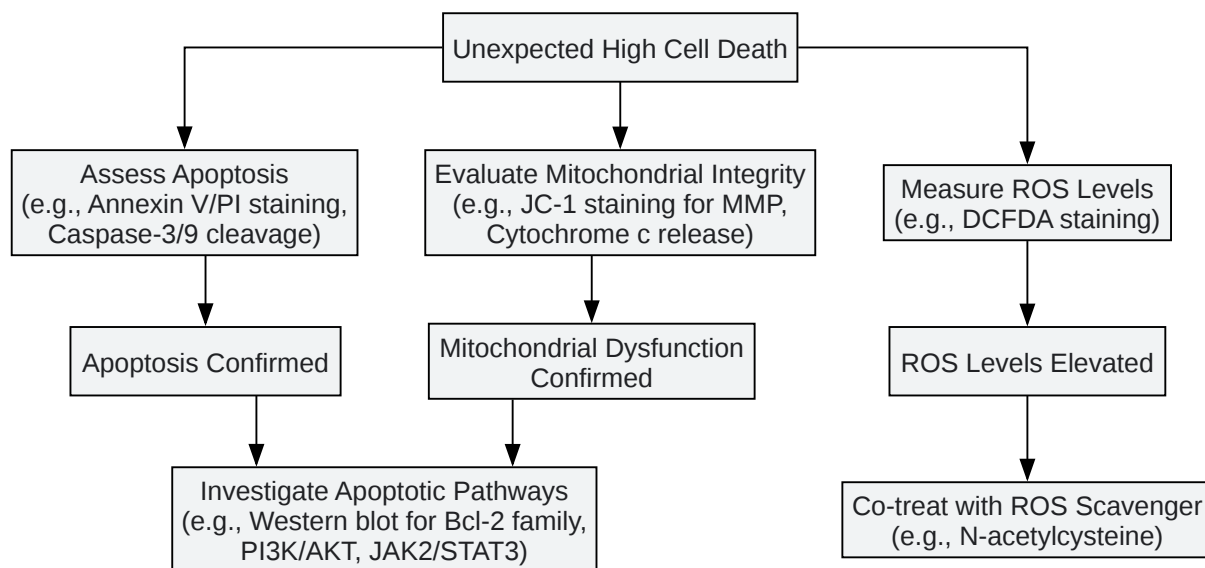 Unexpected High Cell Death
Assess Apoptosis
(e.g., Annexin V/PI staining,
Caspase-3/9 cleavage)
Evaluate Mitochondrial Integrity
(e.g., JC-1 staining for MMP,
Cytochrome c release)
Measure ROS Levels
(e.g., DCFDA staining)
Apoptosis Confirmed
Mitochondrial Dysfunction
Confirmed
ROS Levels Elevated
Investigate Apoptotic Pathways
(e.g., Western blot for Bcl-2 family,
PI3K/AKT, JAK2/STAT3)
Co-treat with ROS Scavenger
(e.g., N-acetylcysteine)